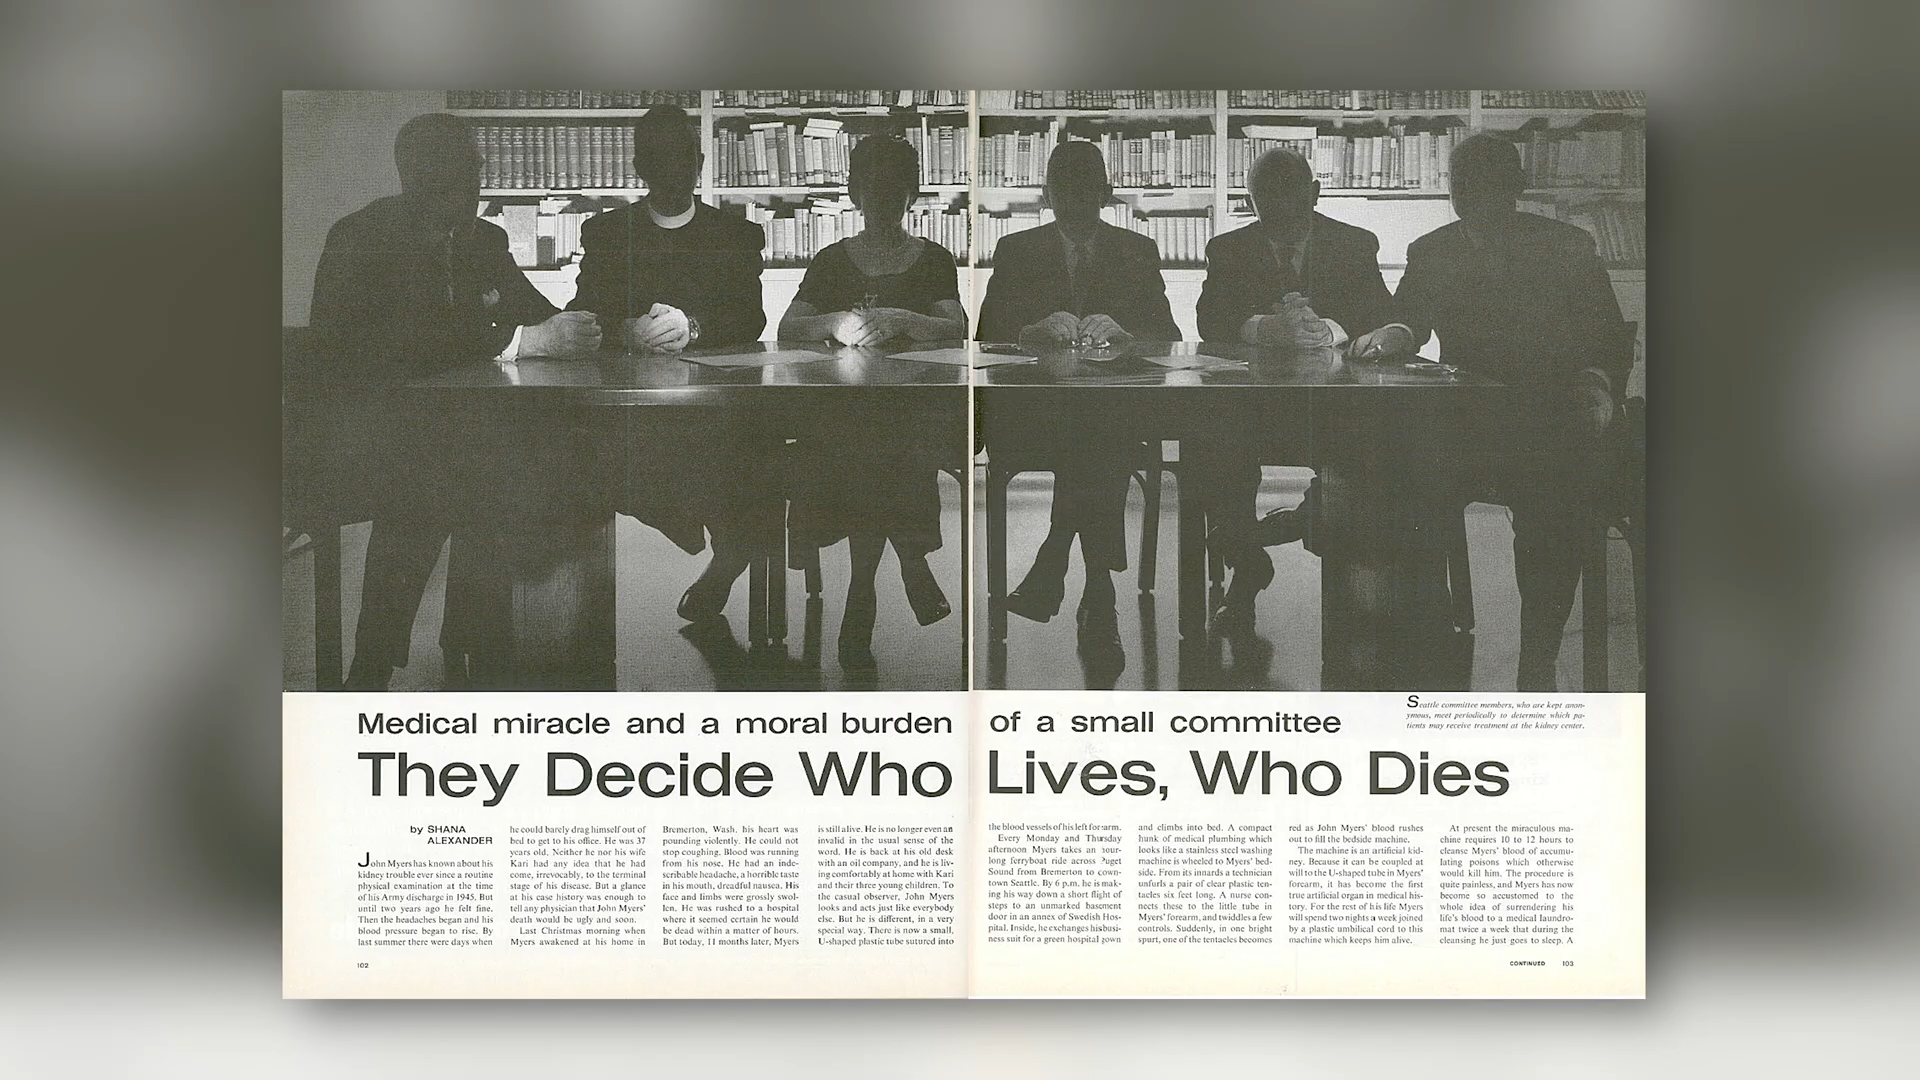 Medical miracle and a moral burden of a small committee
They Decide Who Lives, Who Dies
Seattle committee members, who are kept anon-
ymous, meet periodically to determine which pa-
tients may receive treatment at the kidney center.
by SHANA
ALEXANDER
John Myers has known about his
kidney trouble ever since a routine
physical examination at the time
of his Army discharge in 1945. But
until two years ago he felt fine.
Then the headaches began and his
blood pressure began to rise. By
last summer there were days when
he could barely drag himself out of
bed to get to his office. He was 37
years old. Neither he nor his wife
Kari had any idea that he had
come, irrevocably, to the terminal
stage of his disease. But a glance
at his case history was enough to
tell any physician that John Myers'
death would be ugly and soon.
Last Christmas morning when
Myers awakened at his home in
Bremerton, Wash. his heart was
pounding violently. He could not
stop coughing. Blood was running
from his nose. He had an inde-
scribable headache, a horrible taste
in his mouth, dreadful nausea. His
face and limbs were grossly swol-
len. He was rushed to a hospital
where it seemed certain he would
be dead within a matter of hours.
But today, 11 months later, Myers
is still alive. He is no longer even an
invalid in the usual sense of the
word. He is back at his old desk
with an oil company, and he is liv-
ing comfortably at home with Kari
and their three young children. To
the casual observer, John Myers
looks and acts just like everybody
else. But he is different, in a very
special way. There is now a small,
U-shaped plastic tube sutured into
the blood vessels of his left forearm.
Every Monday and Thursday
afternoon Myers takes an hour-
long ferryboat ride across Puget
Sound from Bremerton to down-
town Seattle. By 6 p.m. he is mak-
ing his way down a short flight of
steps to an unmarked basement
door in an annex of Swedish Hos-
pital. Inside, he exchanges his busi-
ness suit for a green hospital gown
and climbs into bed. A compact
hunk of medical plumbing which
looks like a stainless steel washing
machine is wheeled to Myers' bed-
side. From its innards a technician
unfurls a pair of clear plastic ten-
tacles six feet long. A nurse con-
nects these to the little tube in
Myers' forearm, and twiddles a few
controls. Suddenly, in one bright
spurt, one of the tentacles becomes
red as John Myers' blood rushes
out to fill the bedside machine.
The machine is an artificial kid-
ney. Because it can be coupled at
will to the U-shaped tube in Myers'
forearm, it has become the first
true artificial organ in medical his-
tory. For the rest of his life Myers
will spend two nights a week joined
by a plastic umbilical cord to this
machine which keeps him alive.
At present the miraculous ma-
chine requires 10 to 12 hours to
cleanse Myers' blood of accumu-
lating poisons which otherwise
would kill him. The procedure is
quite painless, and Myers has now
become so accustomed to the
whole idea of surrendering his
life's blood to a medical laundro-
mat twice a week that during the
cleansing he just goes to sleep. A
102
CONTINUED 103